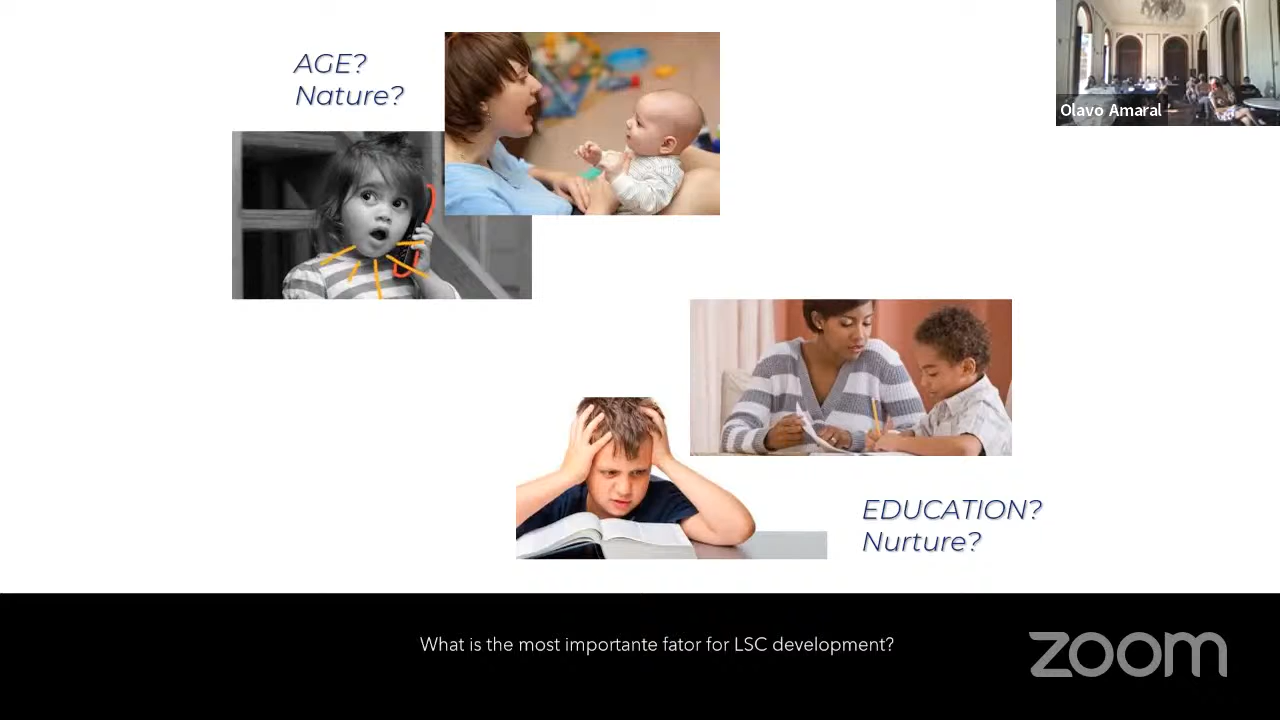 AGE?
Nature?
Olavo Amaral
EDUCATION?
Nurture?
What is the most importante fator for LSC development?
zoom